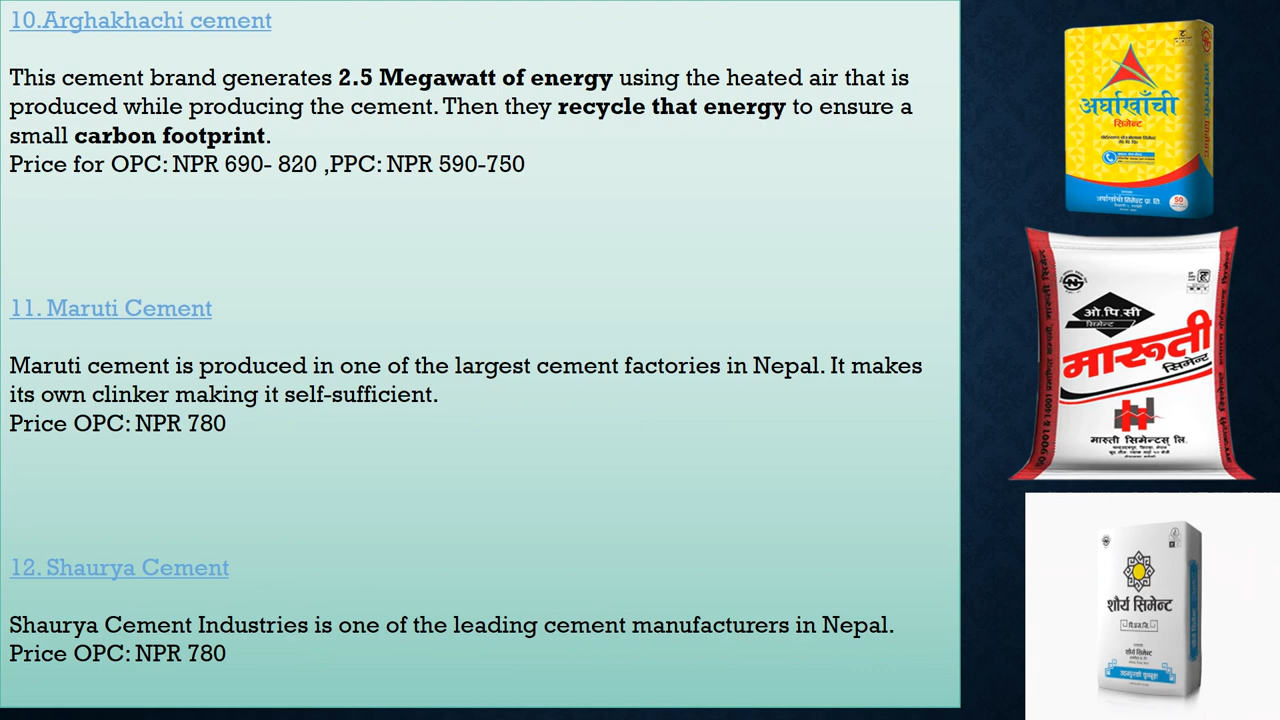 10.Arghakhachi cement
This cement brand generates 2.5 Megawatt of energy using the heated air that is
produced while producing the cement. Then they recycle that energy to ensure a
small carbon footprint.
Price for OPC: NPR 690- 820 ,PPC: NPR 590-750
11. Maruti Cement
Maruti cement is produced in one of the largest cement factories in Nepal. It makes
its own clinker making it self-sufficient.
Price OPC: NPR 780
12. Shaurya Cement
Shaurya Cement Industries is one of the leading cement manufacturers in Nepal.
Price OPC: NPR 780
अर्घाखाँची
सिमेन्ट
अर्घाखाँची सिमेन्ट प्रा. लि.
50
ओ.पि.सी
सिमेन्ट
मारूती
सिमेन्ट
मारुती सिमेन्टस् लि.
शौर्य सिमेन्ट
शौर्य सिमेन्ट